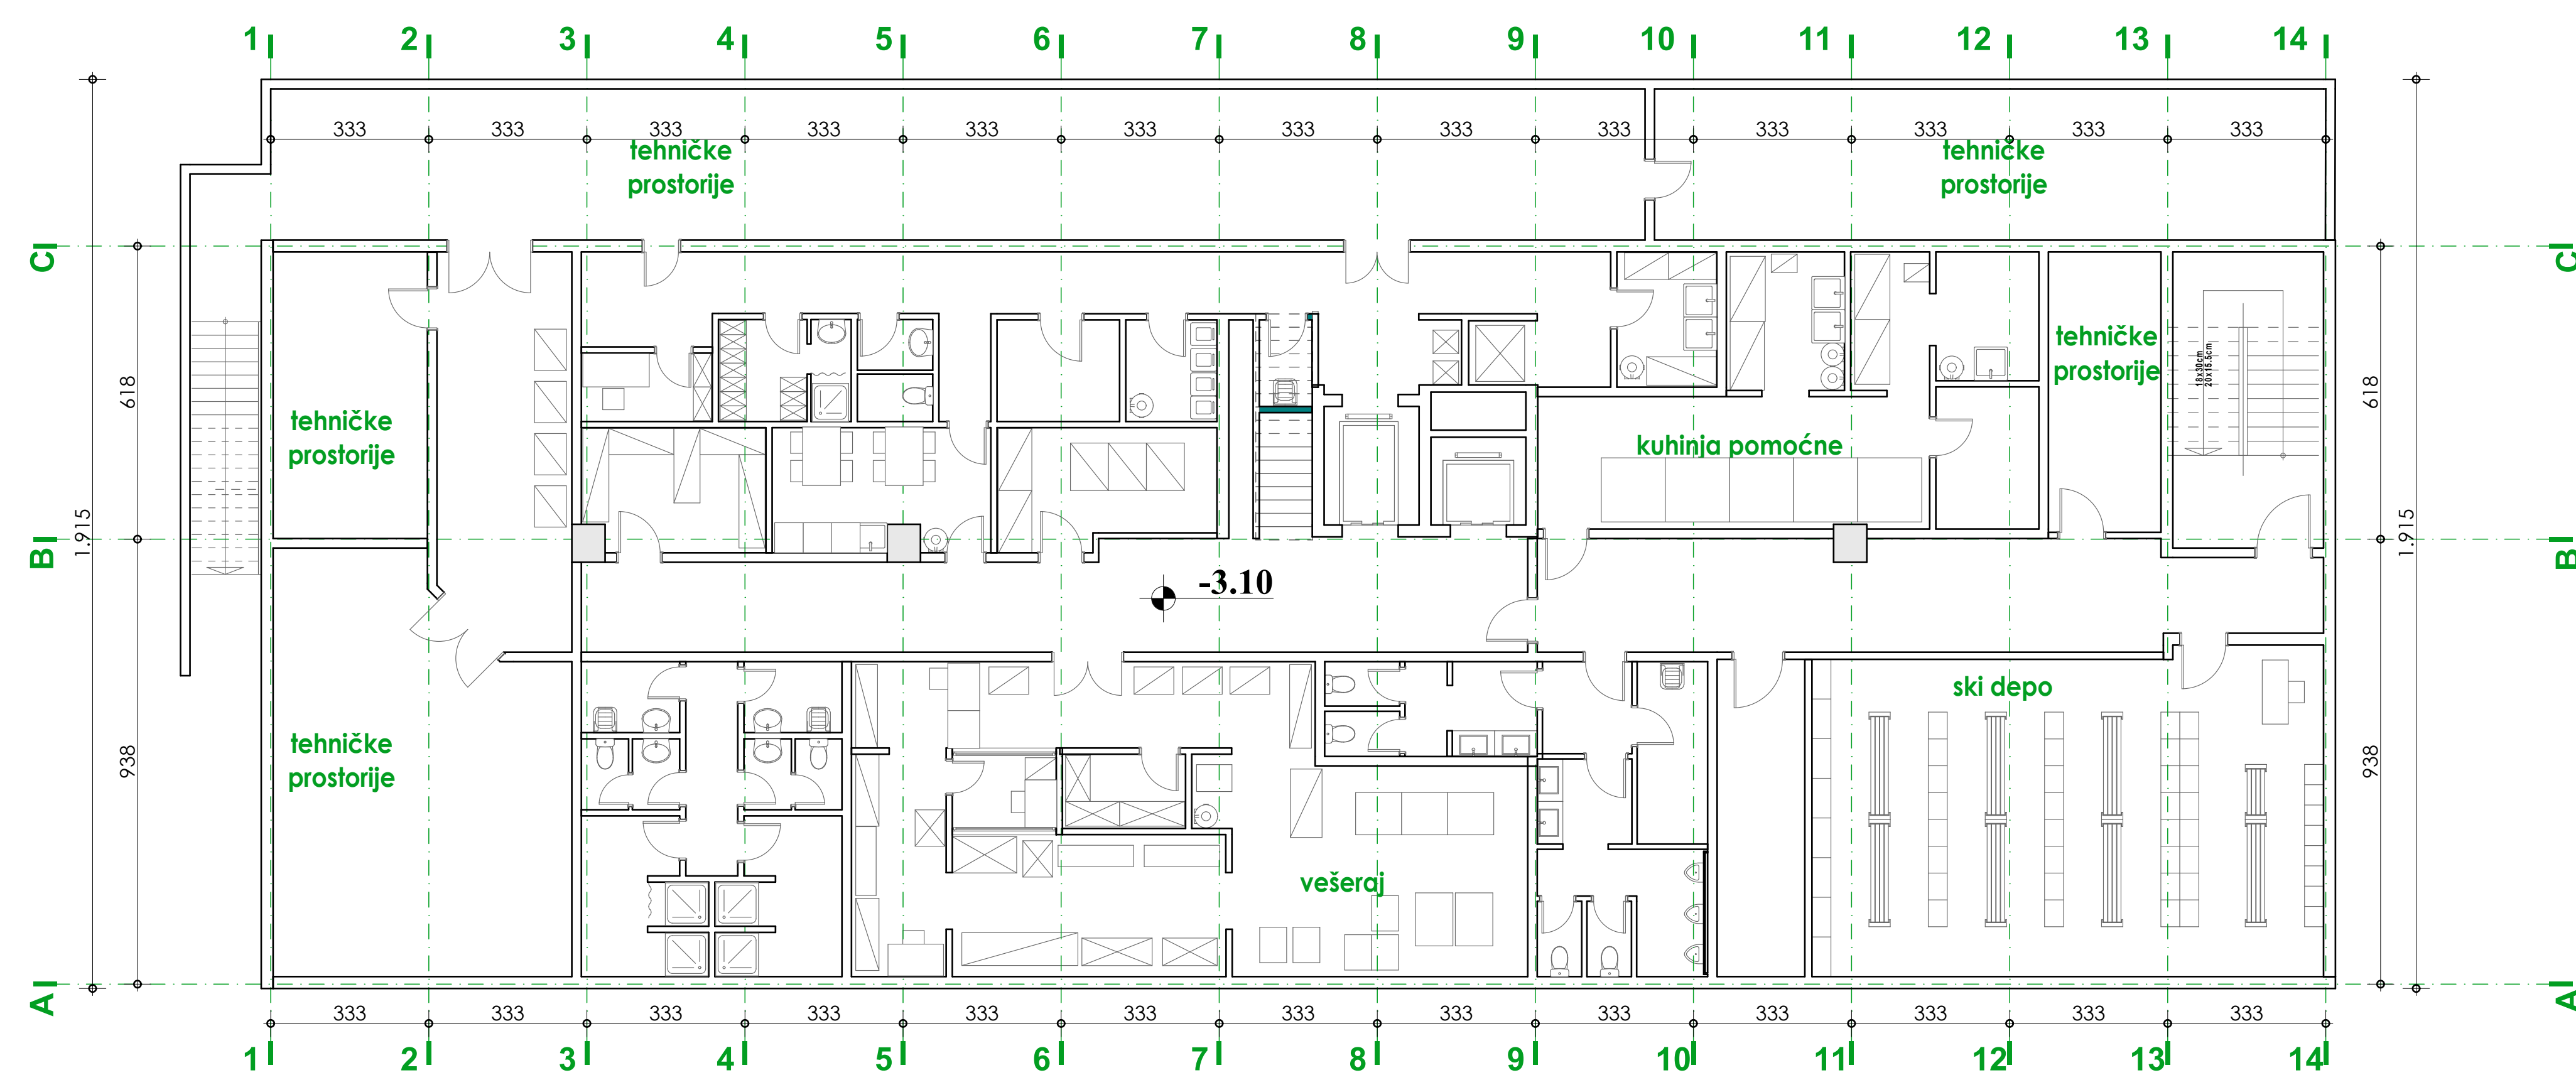 1 2 3 4 5 6 7 8 9 10 11 12 13 14
333 333 333 333 333 333 333 333 333 333 333 333 333
tehničke
prostorije
tehničke
prostorije
C C
618 618
tehničke
prostorije
18x30cm
20x15.5cm
tehničke
prostorije
kuhinja pomoćne
1.915 1.915
B B
-3.10
ski depo
tehničke
prostorije
938 938
vešeraj
A A
333 333 333 333 333 333 333 333 333 333 333 333 333
1 2 3 4 5 6 7 8 9 10 11 12 13 14